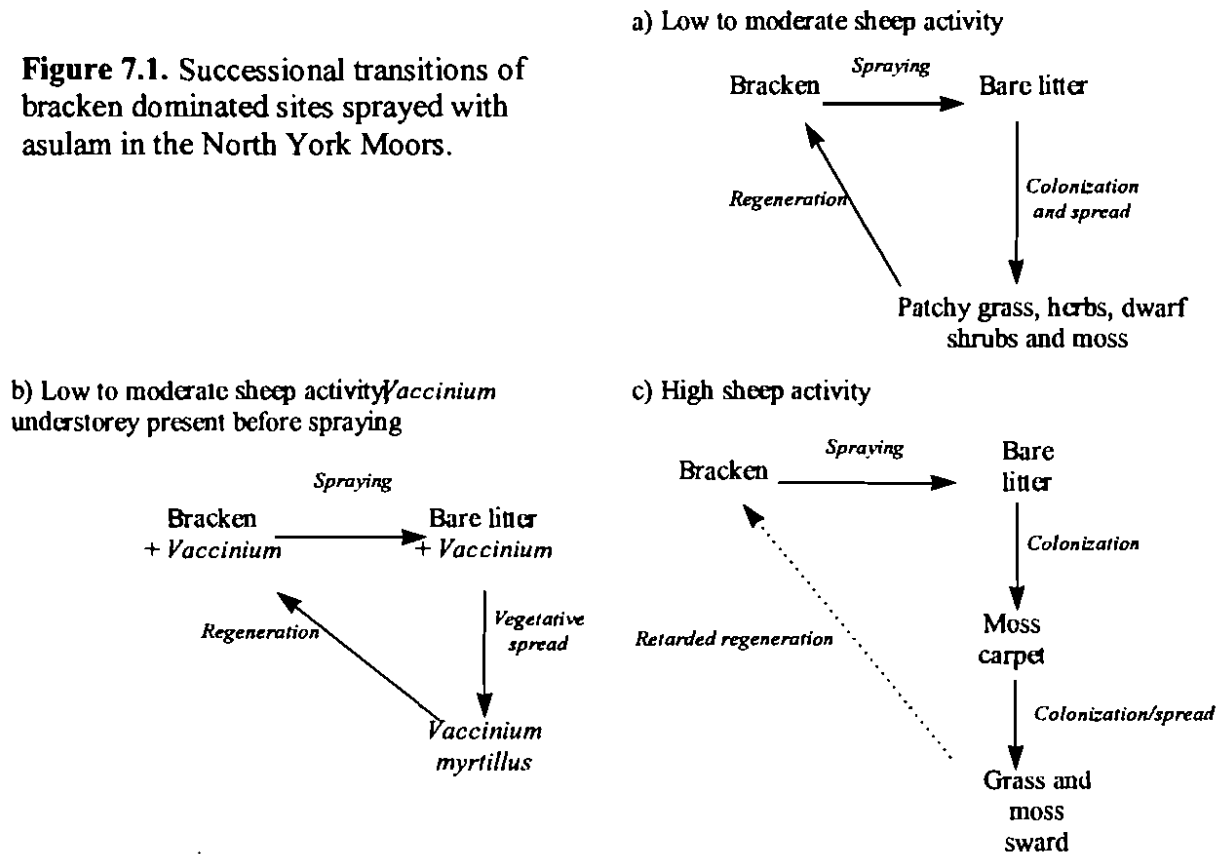 Figure 7.1. Successional transitions of
bracken dominated sites sprayed with
asulam in the North York Moors.
a) Low to moderate sheep activity
Bracken
Spraying
Bare litter
Regeneration
Colonization
and spread
Patchy grass, herbs, dwarf
shrubs and moss
b) Low to moderate sheep activity/Vaccinium
understorey present before spraying
Spraying
Bracken
+ Vaccinium
Bare litter
+ Vaccinium
Regeneration
Vegetative
spread
Vaccinium
myrtillus
c) High sheep activity
Bracken
Spraying
Bare
litter
Colonization
Retarded regeneration
Moss
carpet
Colonization/spread
Grass and
moss
sward